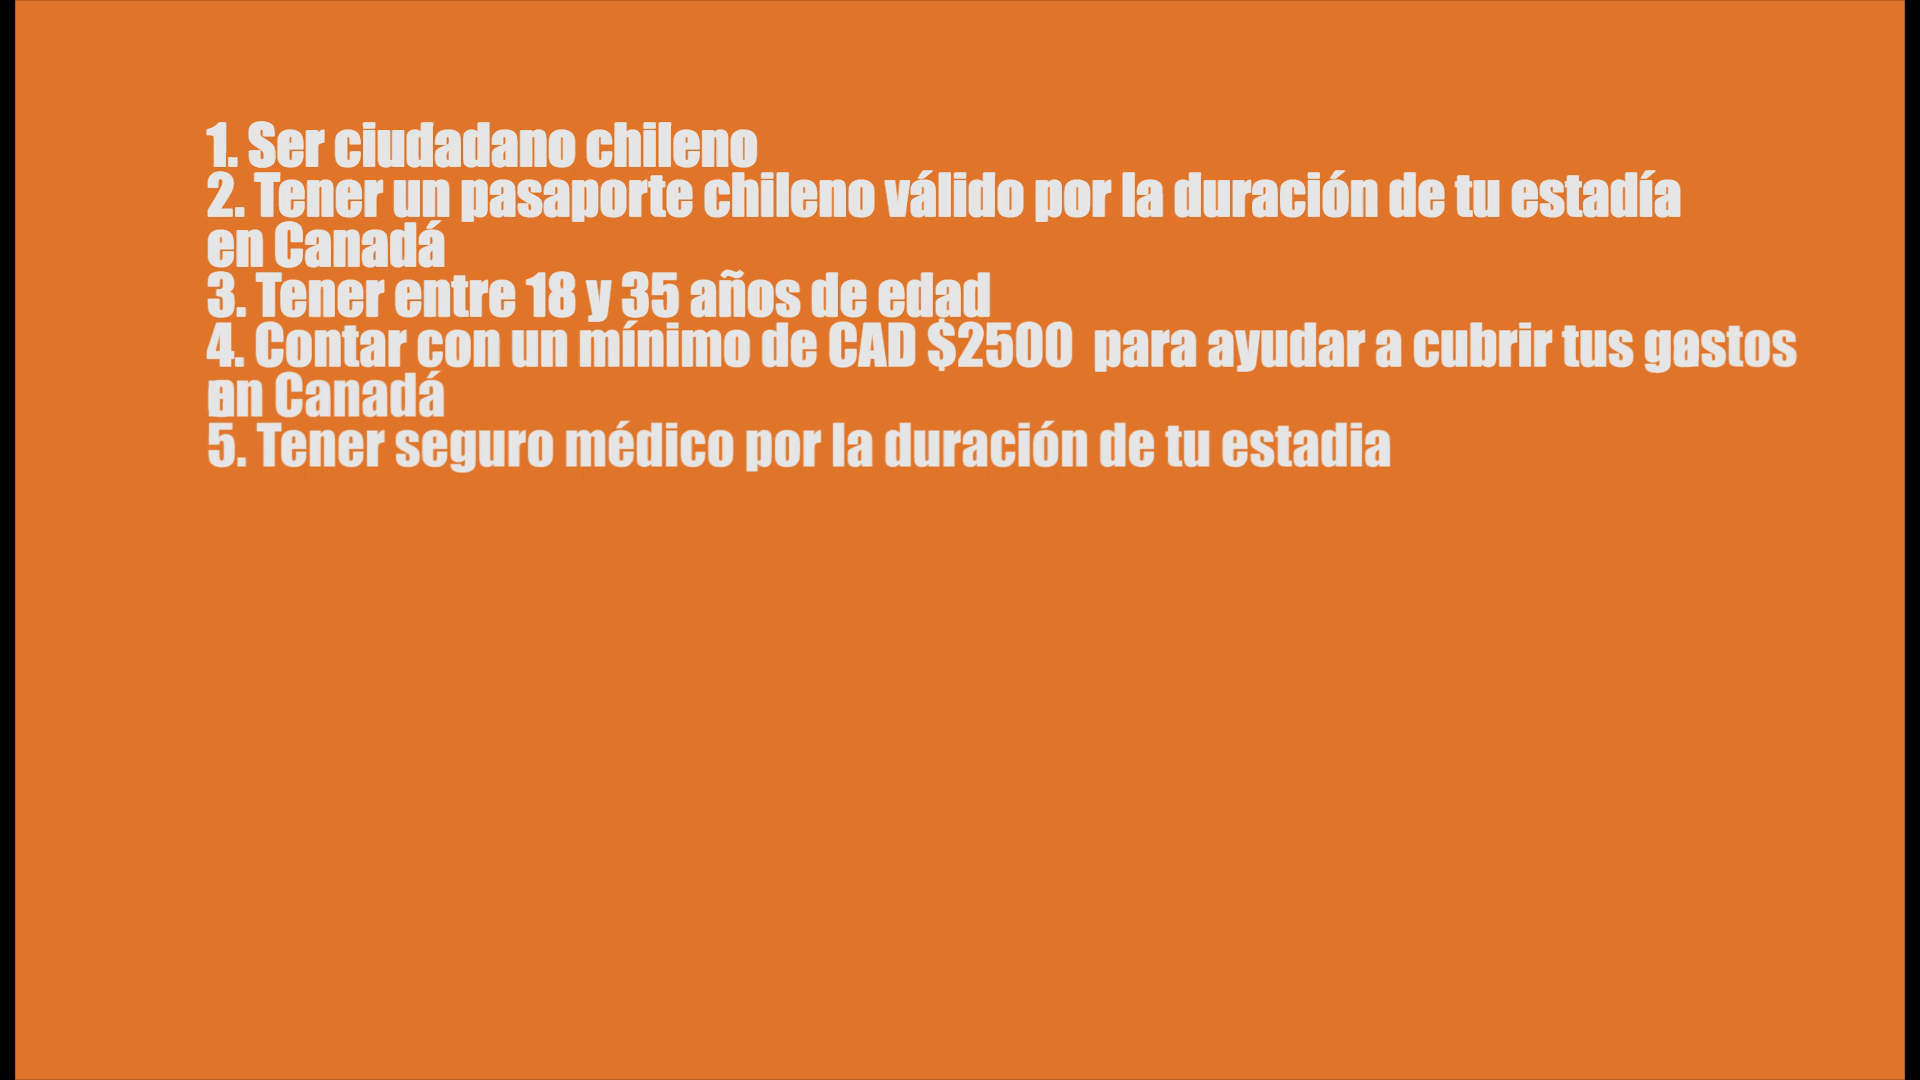 1. Ser ciudadano chileno
2. Tener un pasaporte chileno válido por la duración de tu estadía
en Canadá
3. Tener entre 18 y 35 años de edad
4. Contar con un mínimo de CAD $2500 para ayudar a cubrir tus gastos
en Canadá
5. Tener seguro médico por la duración de tu estadia